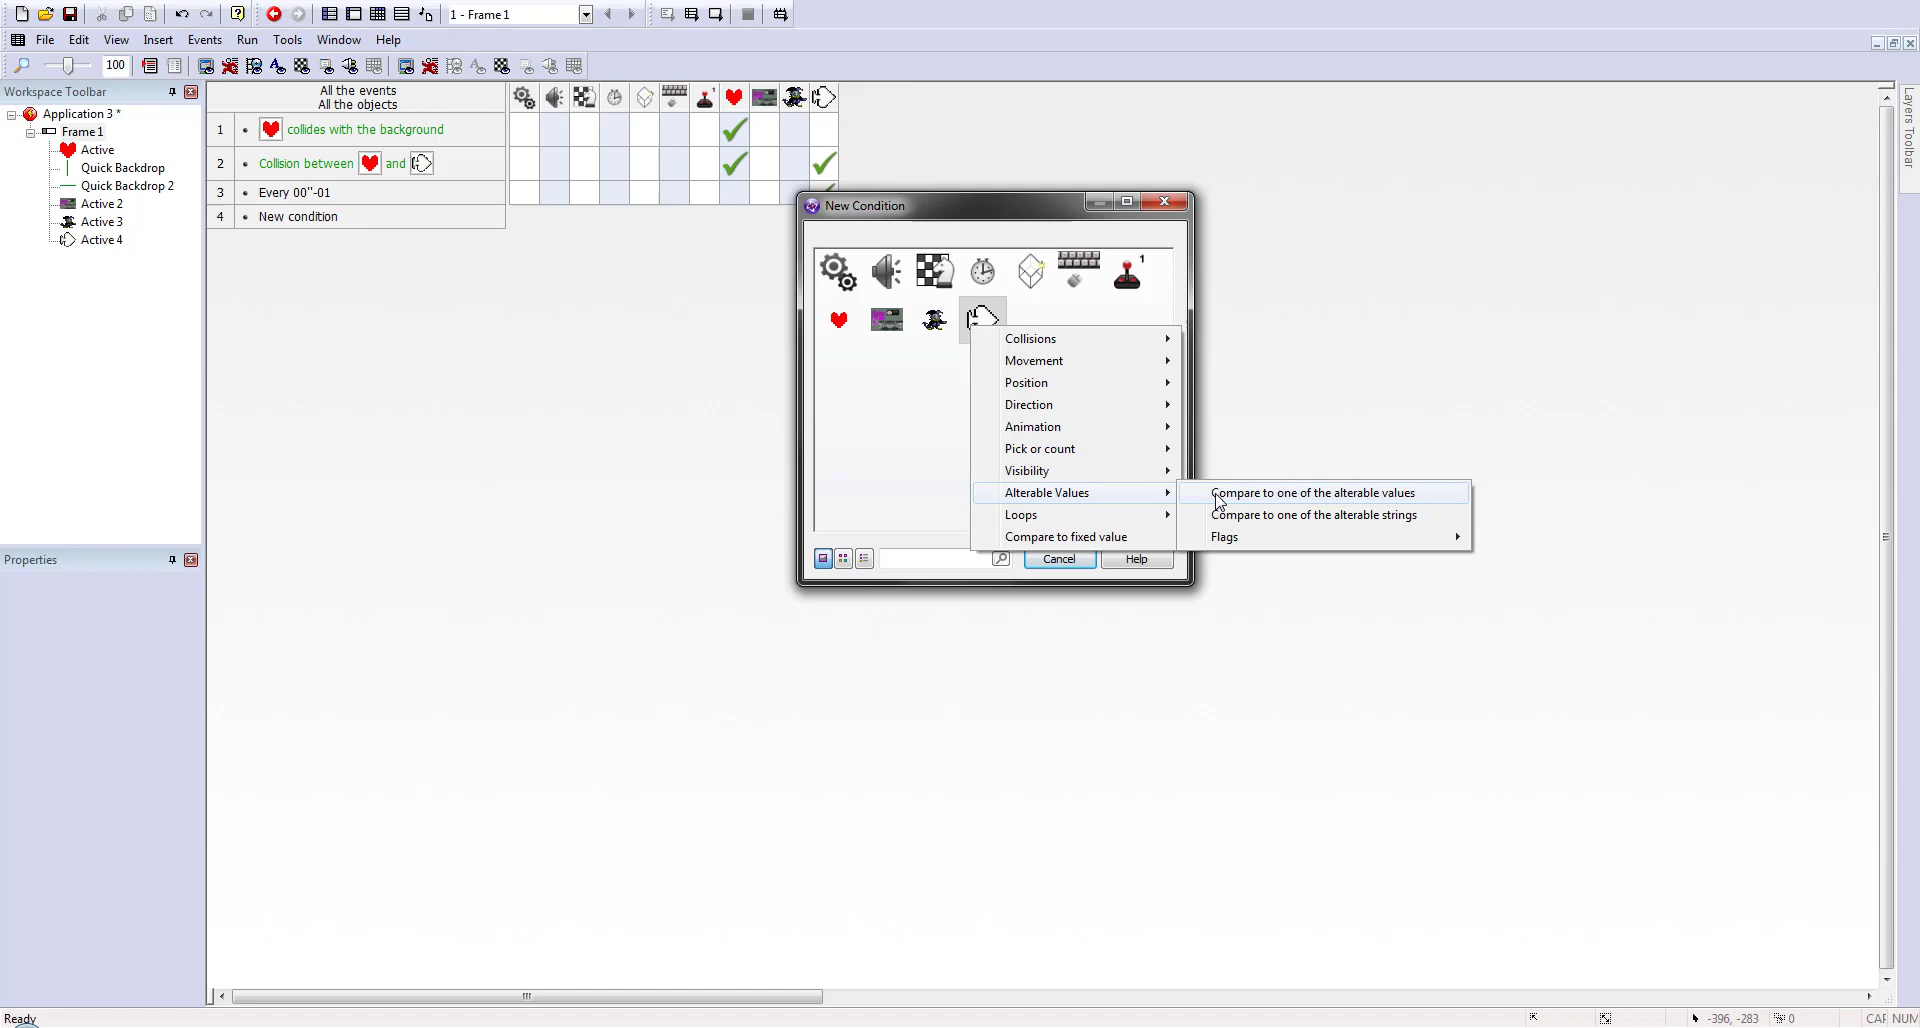 1 - Frame 1
File Edit View Insert Events Run Tools Window Help
100
Workspace Toolbar
Application 3 *
Frame 1
Active
Quick Backdrop
Quick Backdrop 2
Active 2
Active 3
Active 4
Properties
All the events
All the objects
1 • collides with the background
2 • Collision between and
3 • Every 00"-01
4 • New condition
1
New Condition
1
Collisions
Movement
Position
Direction
Animation
Pick or count
Visibility
Alterable Values
Loops
Compare to fixed value
Compare to one of the alterable values
Compare to one of the alterable strings
Flags
Cancel Help
Layers Toolbar
Ready
-396, -283 0 CAP NUM